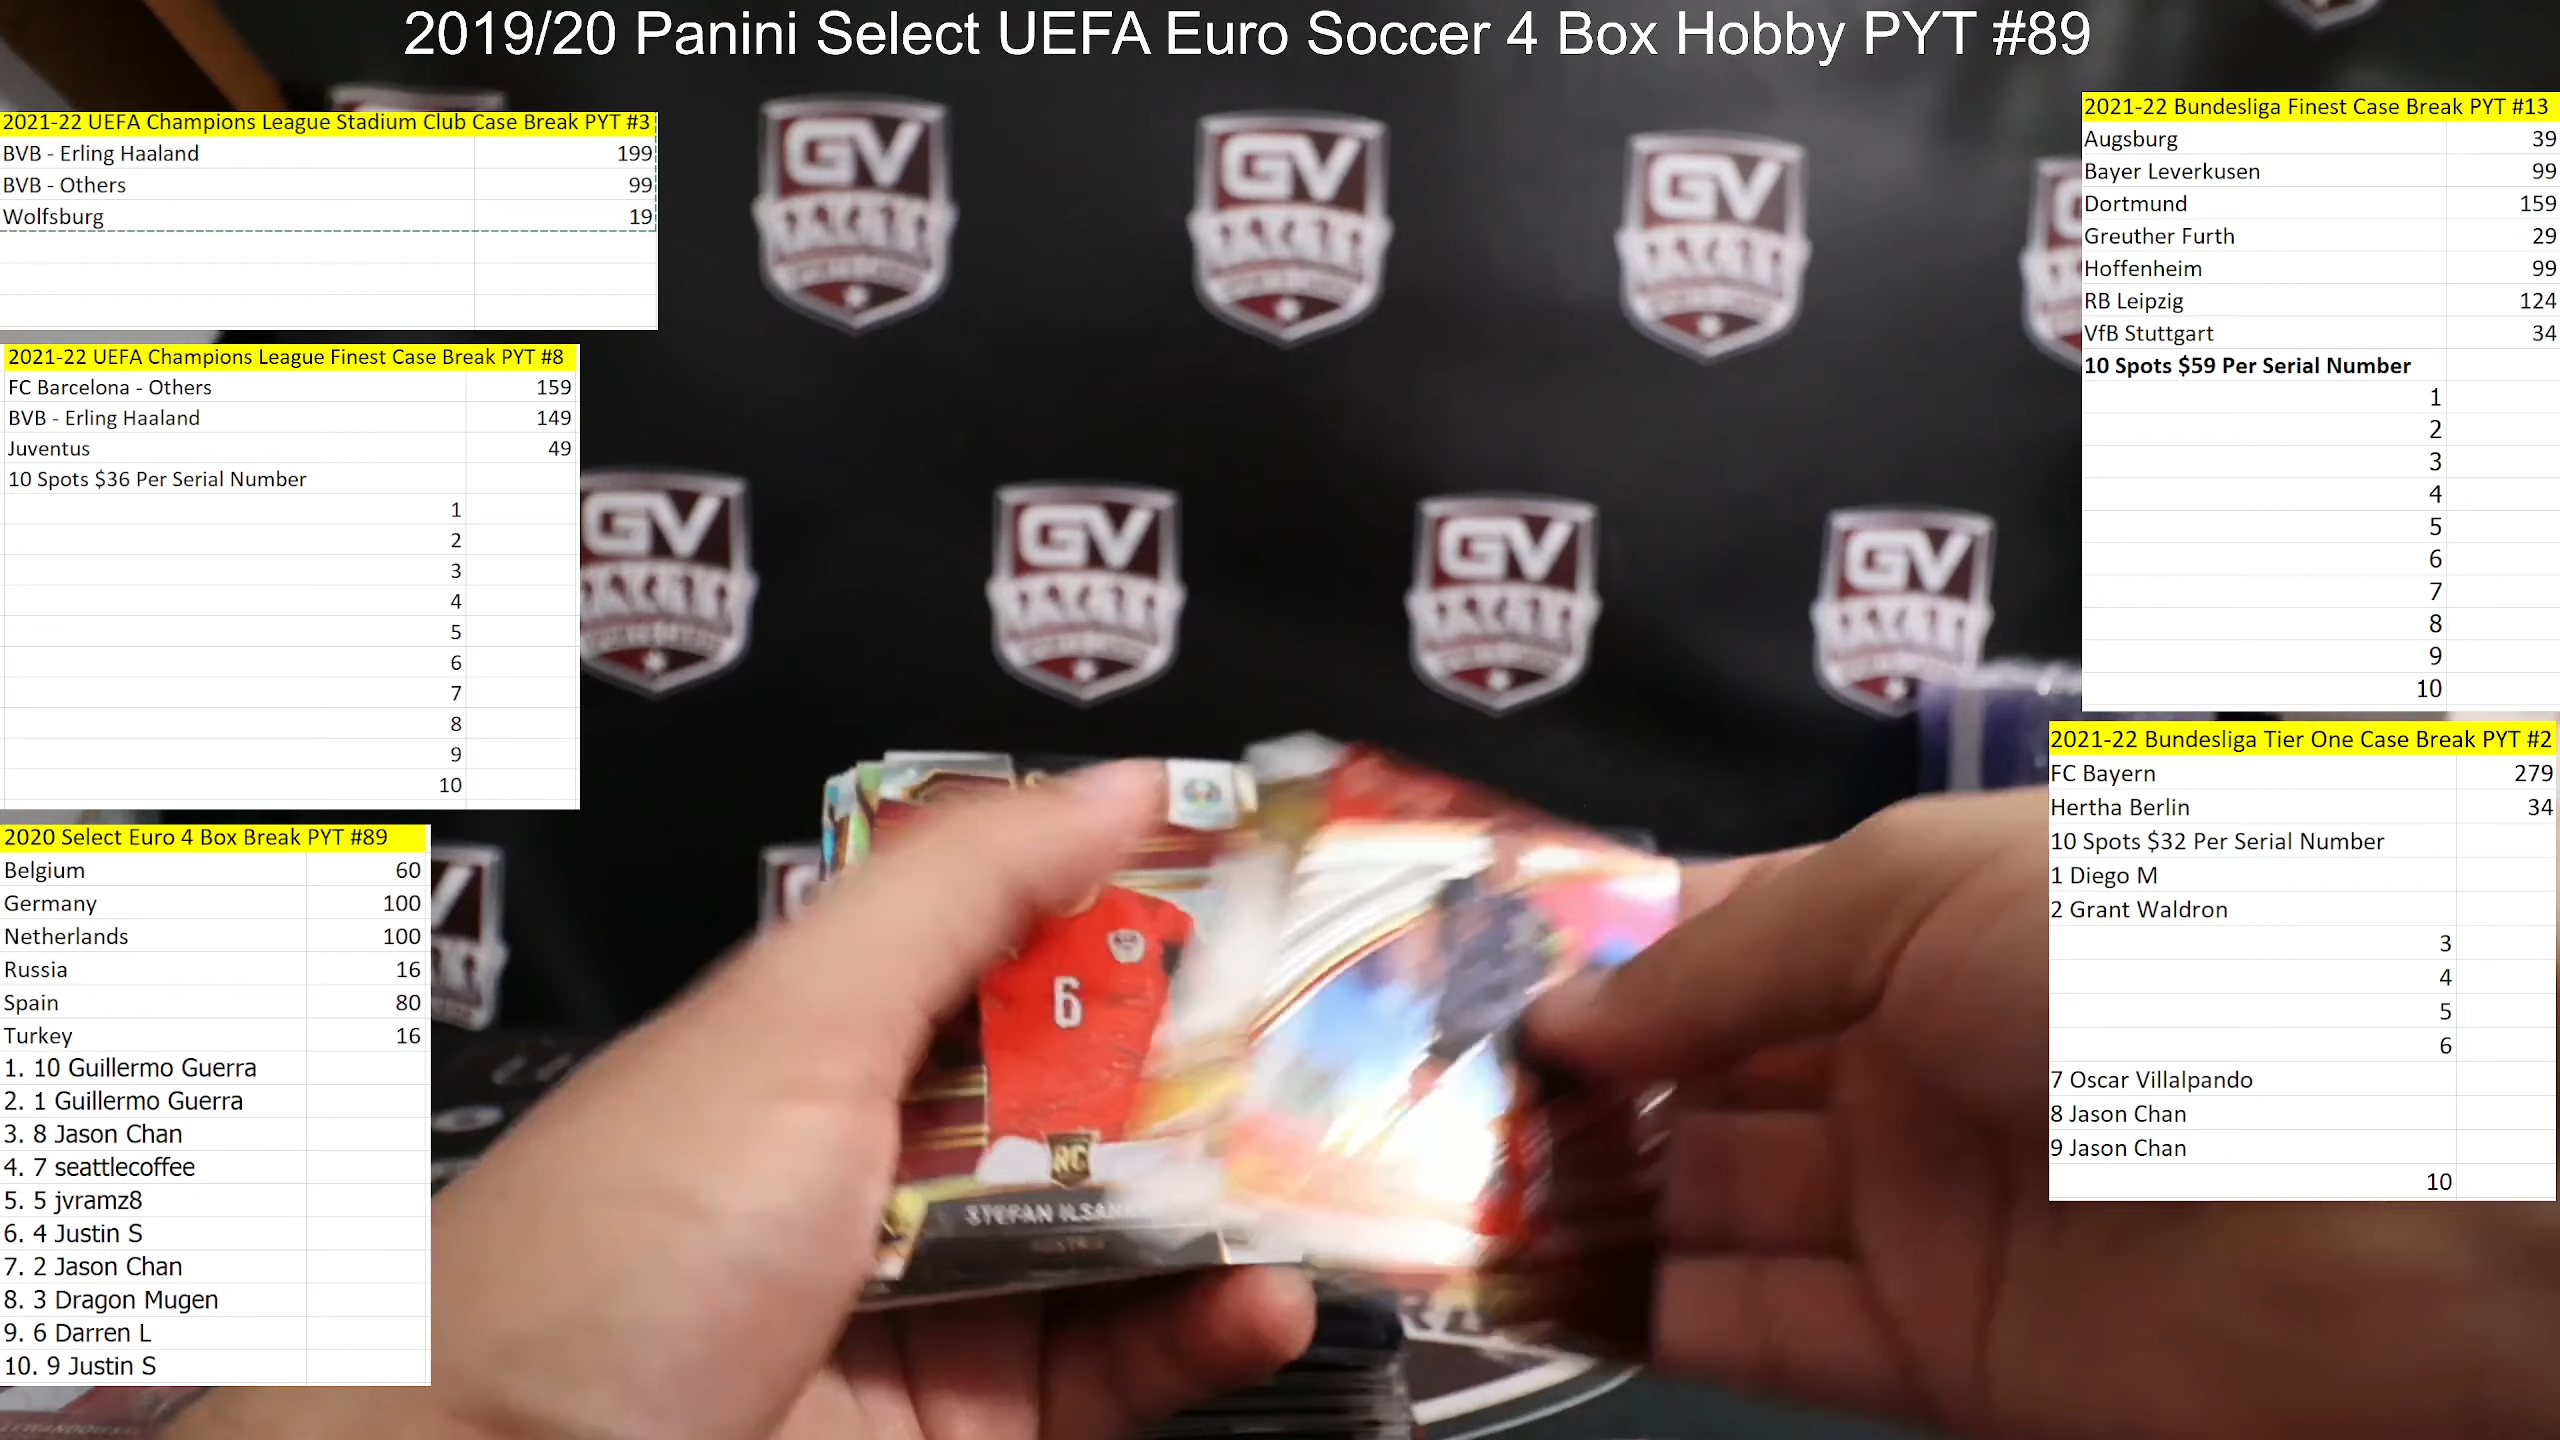 2019/20 Panini Select UEFA Euro Soccer 4 Box Hobby PYT #89
2021-22 UEFA Champions League Stadium Club Case Break PYT #3
BVB - Erling Haaland 199
BVB - Others 99
Wolfsburg 19
2021-22 UEFA Champions League Finest Case Break PYT #8
FC Barcelona - Others 159
BVB - Erling Haaland 149
Juventus 49
10 Spots $36 Per Serial Number
1
2
3
4
5
6
7
8
9
10
2020 Select Euro 4 Box Break PYT #89
Belgium 60
Germany 100
Netherlands 100
Russia 16
Spain 80
Turkey 16
1. 10 Guillermo Guerra
2. 1 Guillermo Guerra
3. 8 Jason Chan
4. 7 seattlecoffee
5. 5 jvramz8
6. 4 Justin S
7. 2 Jason Chan
8. 3 Dragon Mugen
9. 6 Darren L
10. 9 Justin S
2021-22 Bundesliga Finest Case Break PYT #13
Augsburg 39
Bayer Leverkusen 99
Dortmund 159
Greuther Furth 29
Hoffenheim 99
RB Leipzig 124
VfB Stuttgart 34
10 Spots $59 Per Serial Number
1
2
3
4
5
6
7
8
9
10
2021-22 Bundesliga Tier One Case Break PYT #2
FC Bayern 279
Hertha Berlin 34
10 Spots $32 Per Serial Number
1 Diego M
2 Grant Waldron
3
4
5
6
7 Oscar Villalpando
8 Jason Chan
9 Jason Chan
10
GV
GV
GV
GV
GV
GV
GV
6
RC
STEFAN